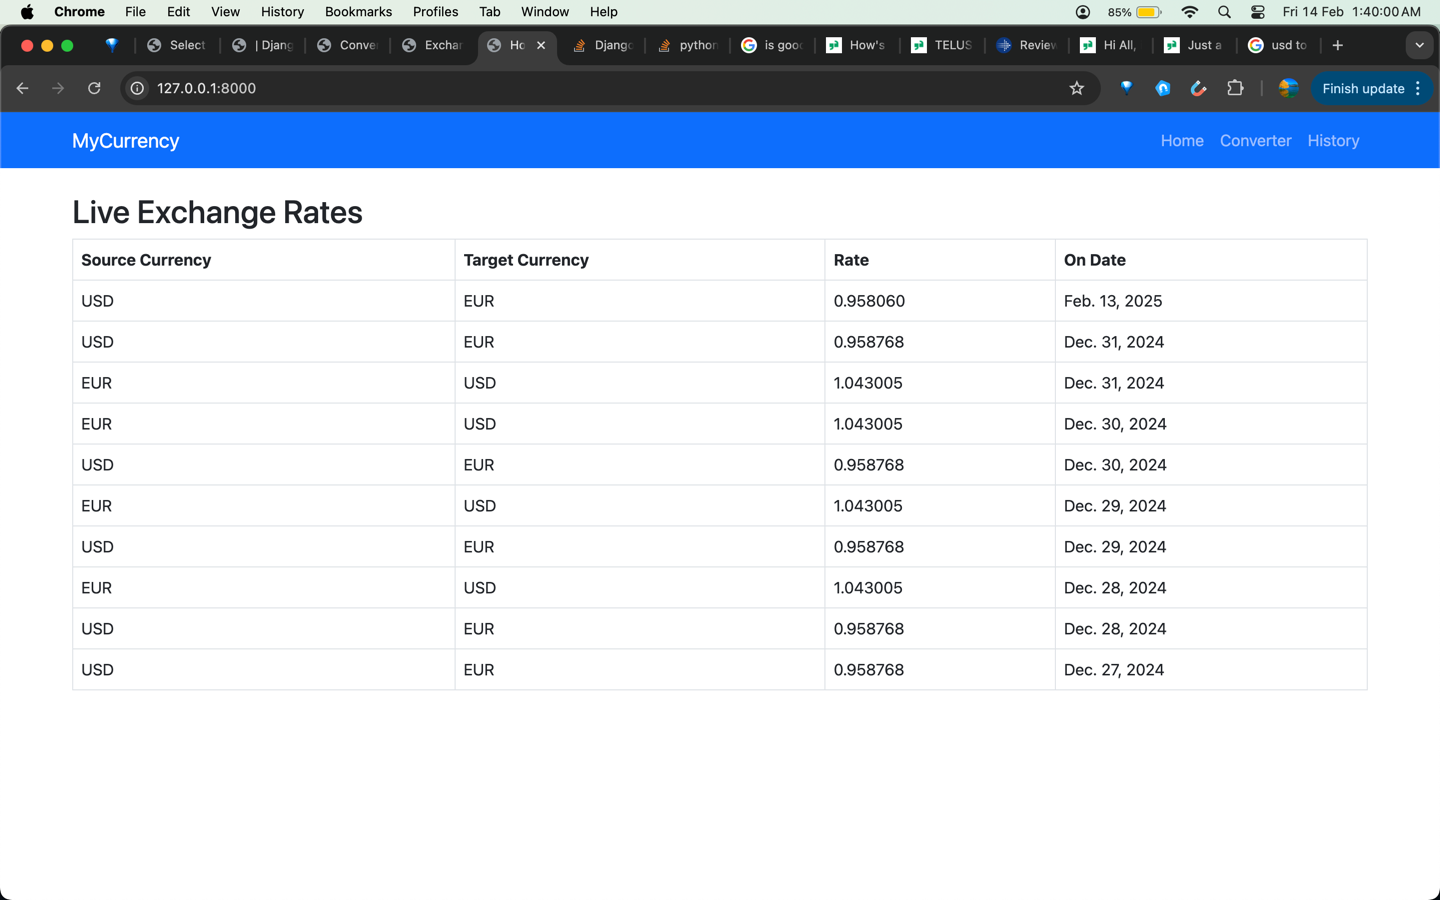 Chrome File Edit View History Bookmarks Profiles Tab Window Help 85% Fri 14 Feb 1:40:00 AM
Select | Djang Conve Exchar Ho Django python is goo How's TELUS Review Hi All, Just a usd to
127.0.0.1:8000 Finish update
MyCurrency Home Converter History
Live Exchange Rates
Source Currency Target Currency Rate On Date
USD EUR 0.958060 Feb. 13, 2025
USD EUR 0.958768 Dec. 31, 2024
EUR USD 1.043005 Dec. 31, 2024
EUR USD 1.043005 Dec. 30, 2024
USD EUR 0.958768 Dec. 30, 2024
EUR USD 1.043005 Dec. 29, 2024
USD EUR 0.958768 Dec. 29, 2024
EUR USD 1.043005 Dec. 28, 2024
USD EUR 0.958768 Dec. 28, 2024
USD EUR 0.958768 Dec. 27, 2024